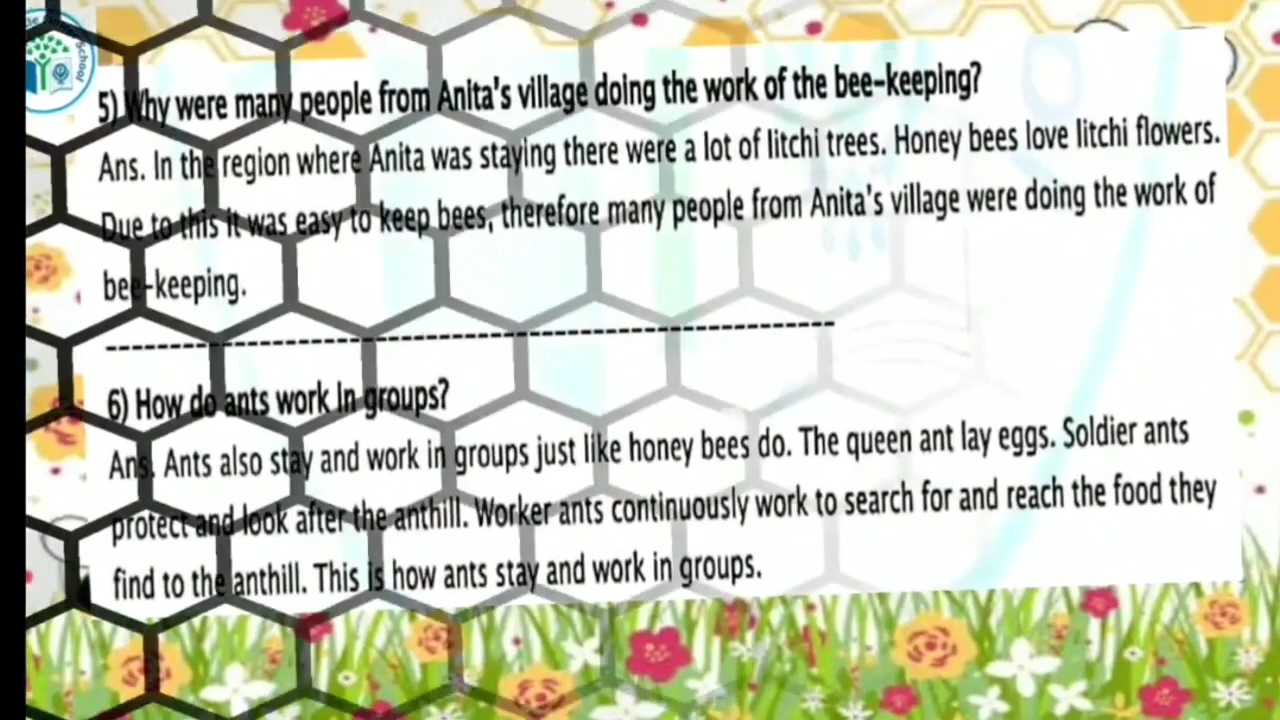 School
5) Why were many people from Anita's village doing the work of the bee-keeping?
Ans. In the region where Anita was staying there were a lot of litchi trees. Honey bees love litchi flowers.
Due to this it was easy to keep bees, therefore many people from Anita's village were doing the work of
bee-keeping.
6) How do ants work In groups?
Ans. Ants also stay and work in groups just like honey bees do. The queen ant lay eggs. Soldier ants
protect and look after the anthill. Worker ants continuously work to search for and reach the food they
find to the anthill. This is how ants stay and work in groups.